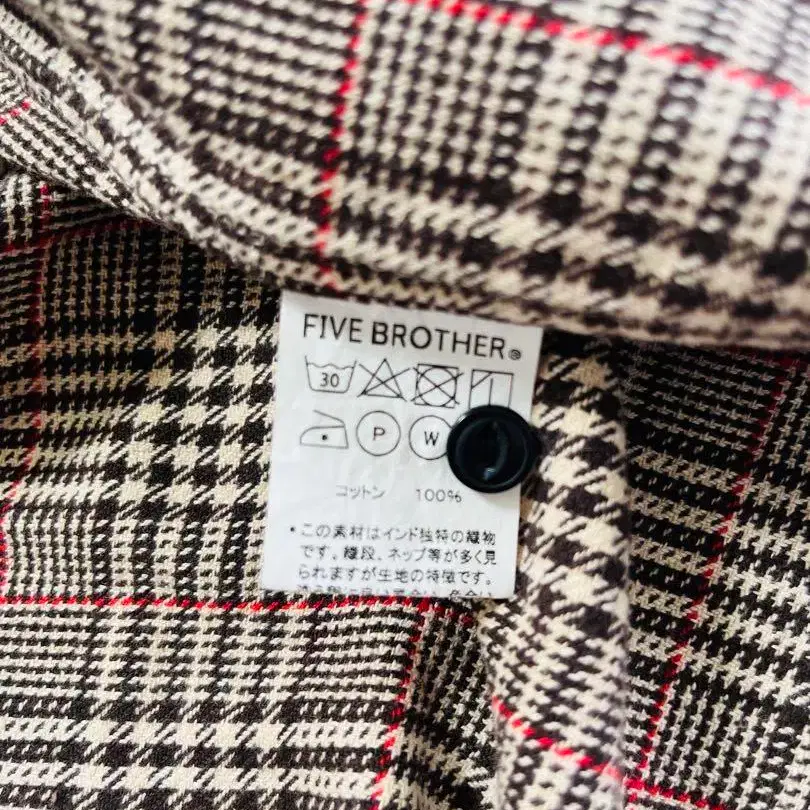 FIVE BROTHER®
30
P W
コットン 100%
•この素材はインド独特の織物
です。織段、ネップ等が多く見
られますが生地の特徴です。